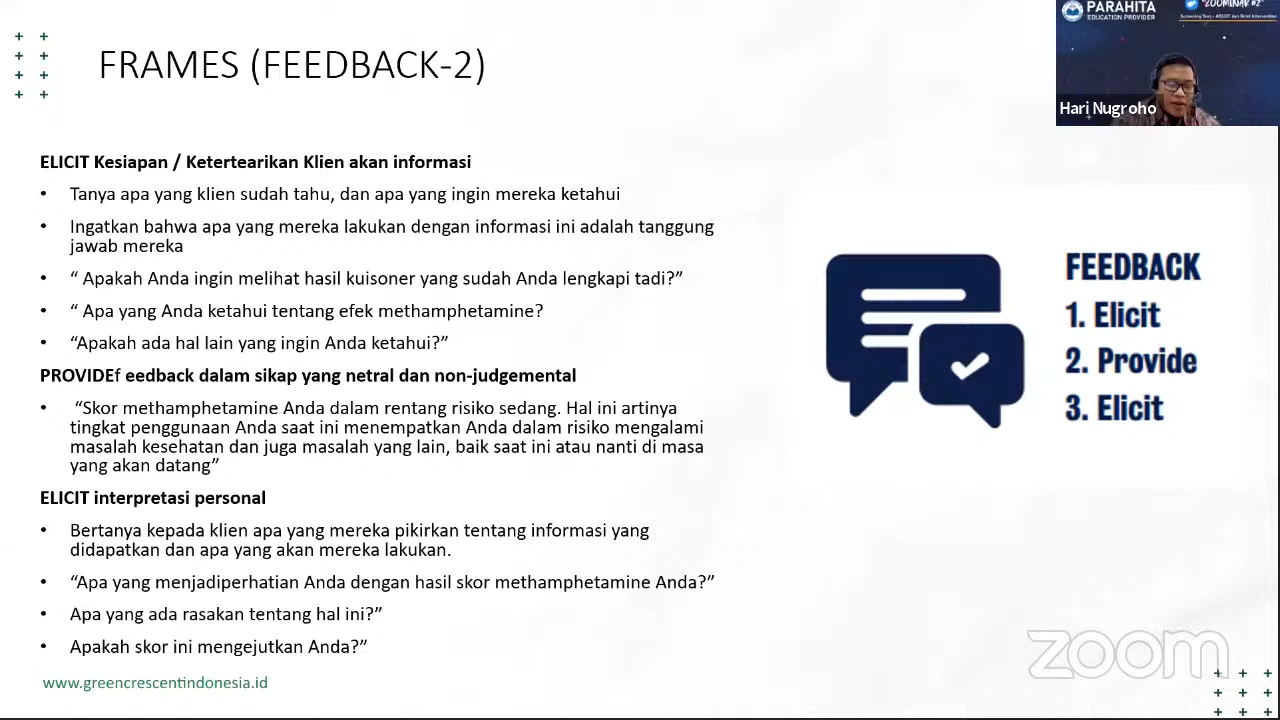 FRAMES (FEEDBACK-2)
PARAHITA
EDUCATION PROVIDER
"ZOOMINAR #2"
Screening Test - ASSIST dan Brief Intervention
Hari Nugroho
ELICIT Kesiapan / Ketertearikan Klien akan informasi
• Tanya apa yang klien sudah tahu, dan apa yang ingin mereka ketahui
• Ingatkan bahwa apa yang mereka lakukan dengan informasi ini adalah tanggung
jawab mereka
• “ Apakah Anda ingin melihat hasil kuisoner yang sudah Anda lengkapi tadi?”
• “ Apa yang Anda ketahui tentang efek methamphetamine?
• “Apakah ada hal lain yang ingin Anda ketahui?”
PROVIDEf eedback dalam sikap yang netral dan non-judgemental
• “Skor methamphetamine Anda dalam rentang risiko sedang. Hal ini artinya
tingkat penggunaan Anda saat ini menempatkan Anda dalam risiko mengalami
masalah kesehatan dan juga masalah yang lain, baik saat ini atau nanti di masa
yang akan datang”
ELICIT interpretasi personal
• Bertanya kepada klien apa yang mereka pikirkan tentang informasi yang
didapatkan dan apa yang akan mereka lakukan.
• “Apa yang menjadiperhatian Anda dengan hasil skor methamphetamine Anda?”
• Apa yang ada rasakan tentang hal ini?”
• Apakah skor ini mengejutkan Anda?”
FEEDBACK
1. Elicit
2. Provide
3. Elicit
www.greencrescentindonesia.id
zoom